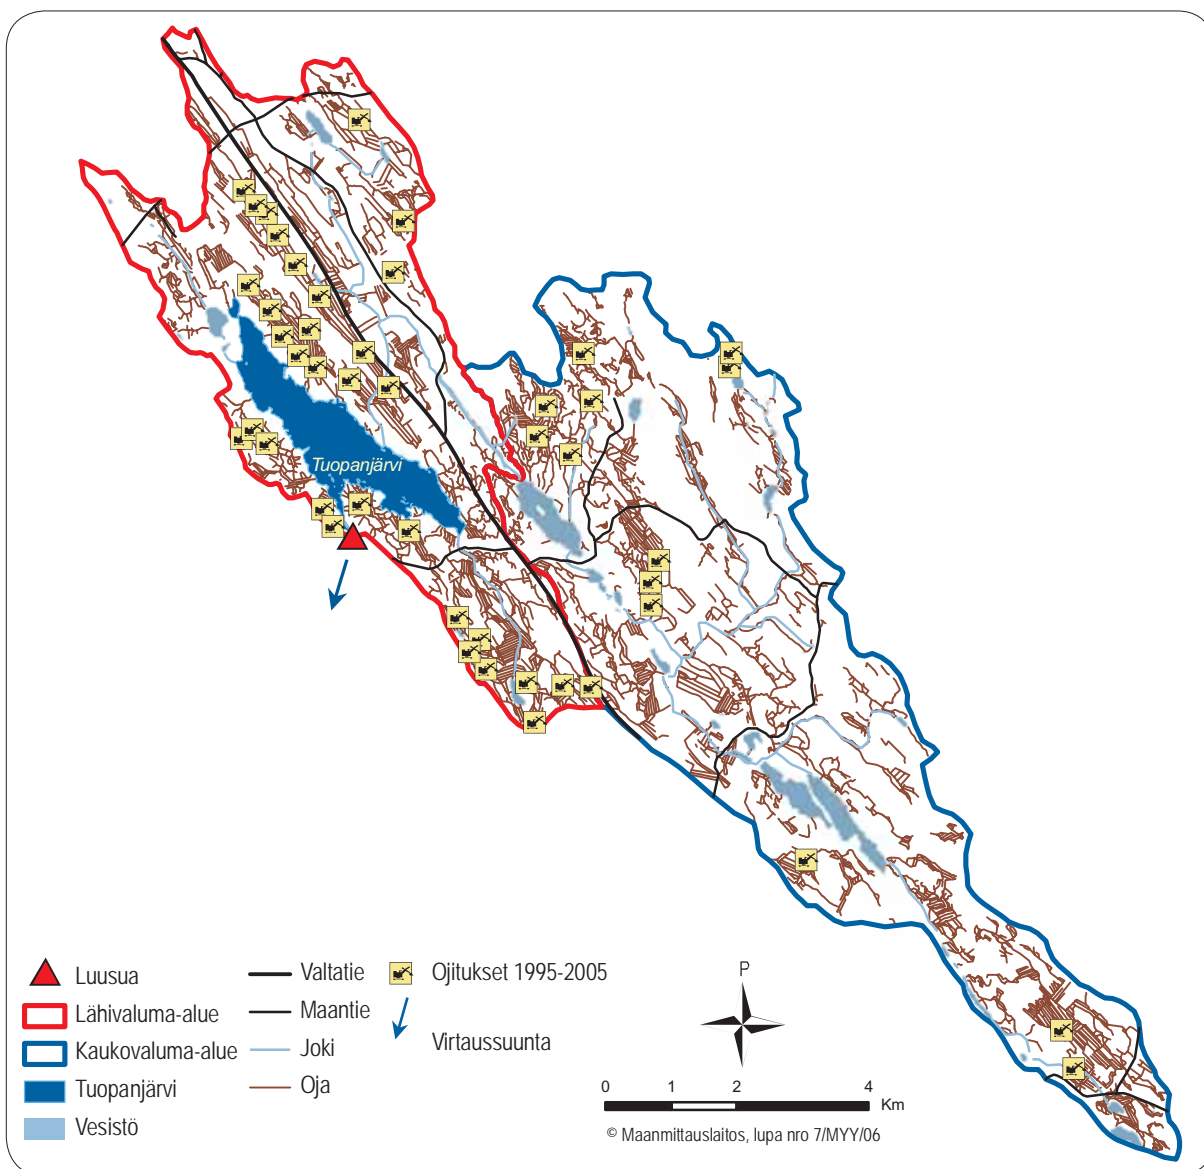 Tuopanjärvi
Luusua
Lähivaluma-alue
Kaukovaluma-alue
Tuopanjärvi
Vesistö
Valtatie
Maantie
Joki
Oja
Ojitukset 1995-2005
Virtaussuunta
P
0 1 2 4 Km
© Maanmittauslaitos, lupa nro 7/MYY/06